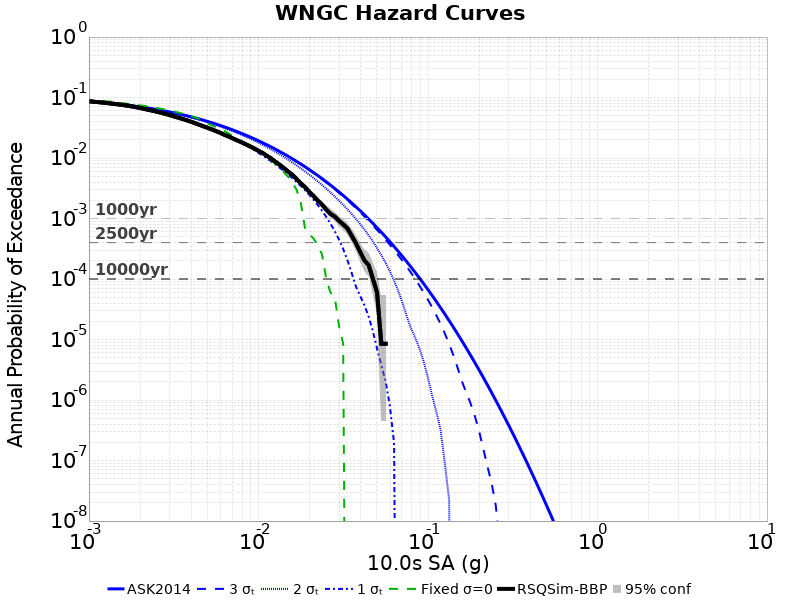 WNGC Hazard Curves
Annual Probability of Exceedance
10⁰
10⁻¹
10⁻²
10⁻³
10⁻⁴
10⁻⁵
10⁻⁶
10⁻⁷
10⁻⁸
1000yr
2500yr
10000yr
10⁻³ 10⁻² 10⁻¹ 10⁰ 10¹
10.0s SA (g)
ASK2014 3 σₜ 2 σₜ 1 σₜ Fixed σ=0 RSQSim-BBP 95% conf